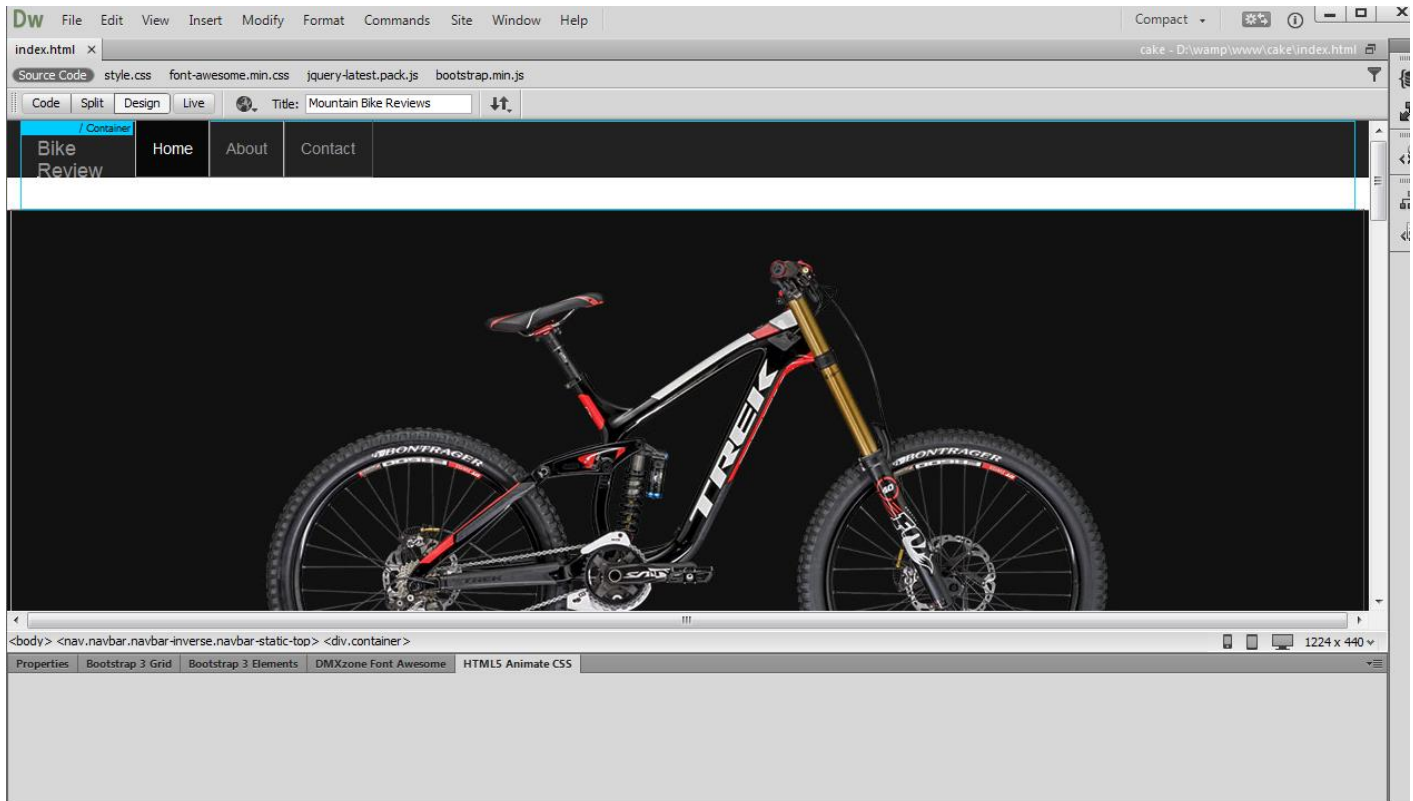 Dw File Edit View Insert Modify Format Commands Site Window Help Compact
index.html × cake - D:\wamp\www\cake\index.html
Source Code style.css font-awesome.min.css jquery-latest.pack.js bootstrap.min.js
Code Split Design Live Title: Mountain Bike Reviews
/ Container
Bike
Review
Home About Contact
TREK
BONTRAGER
BONTRAGER
<body> <nav.navbar.navbar-inverse.navbar-static-top> <div.container> 1224 x 440
Properties Bootstrap 3 Grid Bootstrap 3 Elements DMXzone Font Awesome HTML5 Animate CSS